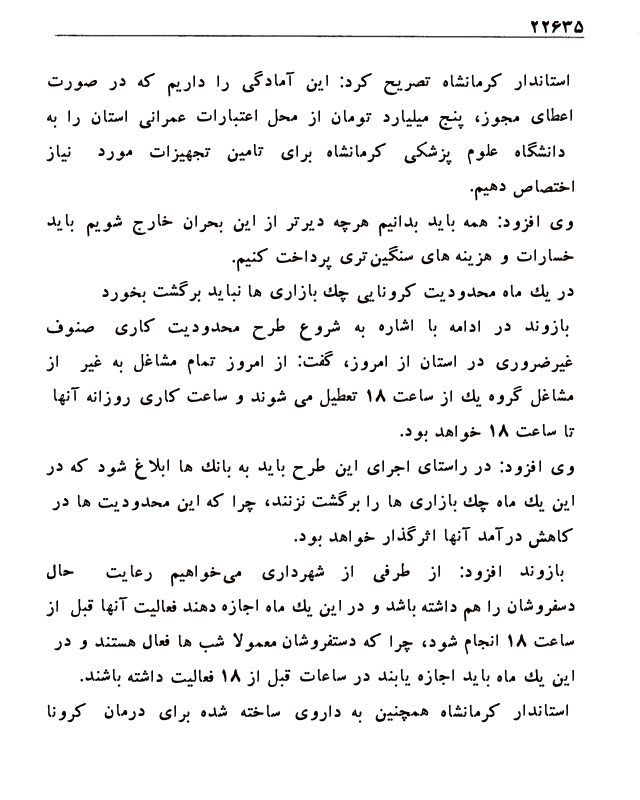 ۲۲۶۳۵
استاندار کرمانشاه تصریح کرد: این آمادگی را داریم که در صورت
اعطای مجوز، پنج میلیارد تومان از محل اعتبارات عمرانی استان را به
دانشگاه علوم پزشکی کرمانشاه برای تامین تجهیزات مورد نیاز
اختصاص دهیم.
وی افزود: همه باید بدانیم هرچه دیرتر از این بحران خارج شویم باید
خسارات و هزینه های سنگین‌تری پرداخت کنیم.
در یك ماه محدودیت کرونایی چك بازاری ها نباید برگشت بخورد
بازوند در ادامه با اشاره به شروع طرح محدودیت کاری صنوف
غیرضروری در استان از امروز، گفت: از امروز تمام مشاغل به غیر از
مشاغل گروه یك از ساعت ۱۸ تعطیل می شوند و ساعت کاری روزانه آنها
تا ساعت ۱۸ خواهد بود.
وی افزود: در راستای اجرای این طرح باید به بانك ها ابلاغ شود که در
این یك ماه چك بازاری ها را برگشت نزنند، چرا که این محدودیت ها در
کاهش درآمد آنها اثرگذار خواهد بود.
بازوند افزود: از طرفی از شهرداری می‌خواهیم رعایت حال
دسفروشان را هم داشته باشد و در این یك ماه اجازه دهند فعالیت آنها قبل از
ساعت ۱۸ انجام شود، چرا که دستفروشان معمولا شب ها فعال هستند و در
این یك ماه باید اجازه یابند در ساعات قبل از ۱۸ فعالیت داشته باشند.
استاندار کرمانشاه همچنین به داروی ساخته شده برای درمان کرونا